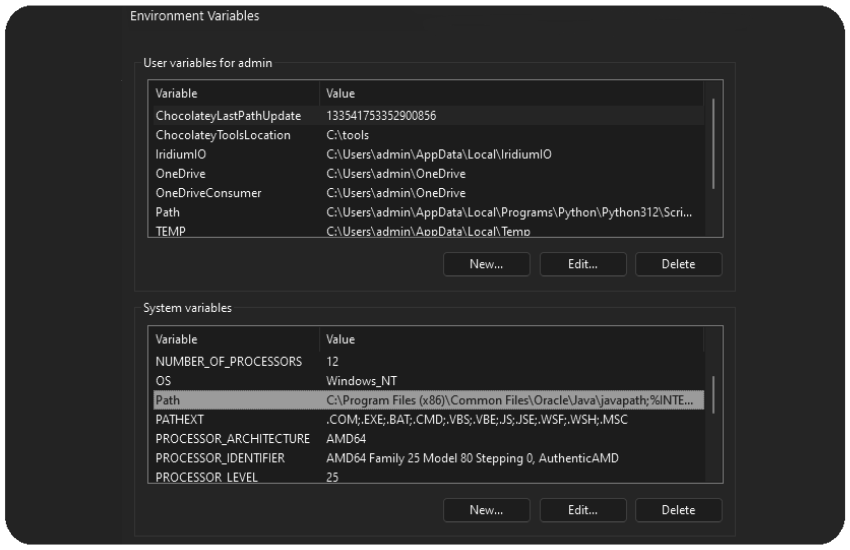 Environment Variables
User variables for admin
Variable Value
ChocolateyLastPathUpdate 133541753352900856
ChocolateyToolsLocation C:\tools
IridiumIO C:\Users\admin\AppData\Local\IridiumIO
OneDrive C:\Users\admin\OneDrive
OneDriveConsumer C:\Users\admin\OneDrive
Path C:\Users\admin\AppData\Local\Programs\Python\Python312\Scri...
TEMP C:\Users\admin\AppData\Local\Temp
New... Edit... Delete
System variables
Variable Value
NUMBER_OF_PROCESSORS 12
OS Windows_NT
Path C:\Program Files (x86)\Common Files\Oracle\Java\javapath;%INTE...
PATHEXT .COM;.EXE;.BAT;.CMD;.VBS;.VBE;.JS;.JSE;.WSF;.WSH;.MSC
PROCESSOR_ARCHITECTURE AMD64
PROCESSOR_IDENTIFIER AMD64 Family 25 Model 80 Stepping 0, AuthenticAMD
PROCESSOR_LEVEL 25
New... Edit... Delete